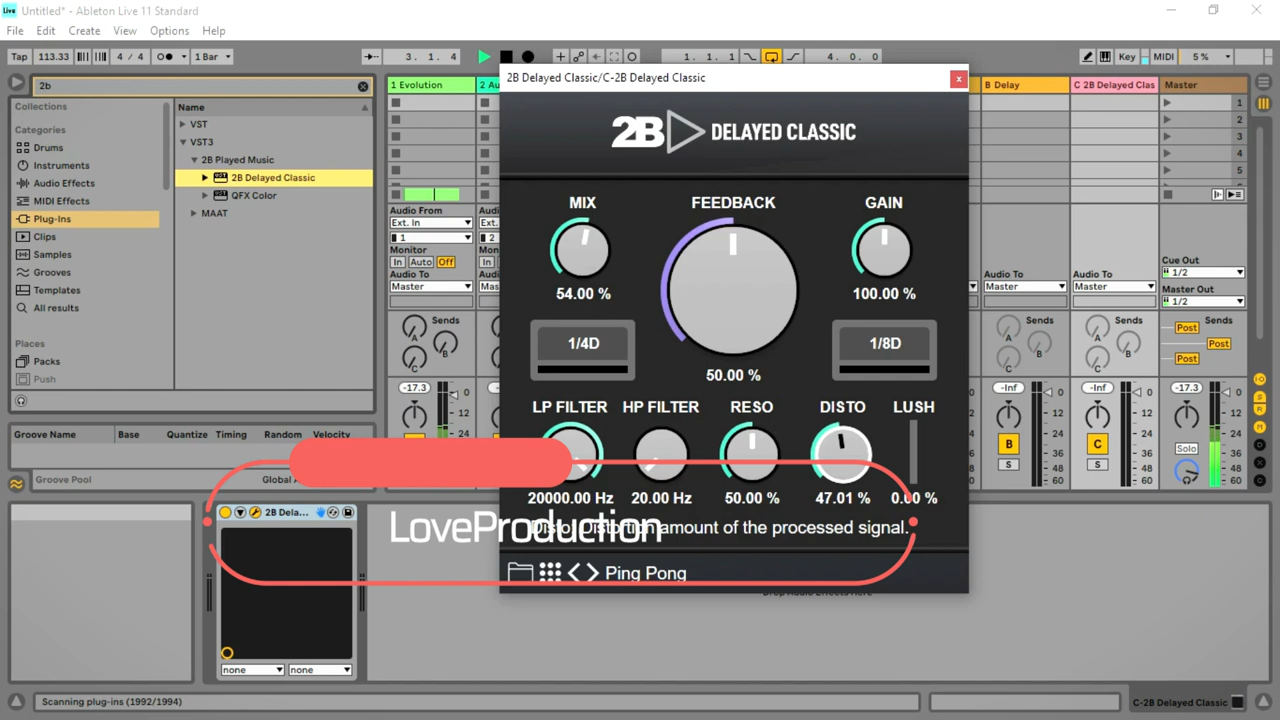 Live Untitled* - Ableton Live 11 Standard
File Edit Create View Options Help
Tap 113.33 4 / 4 1 Bar 3. 1. 4 1. 1. 1 4. 0. 0 Key MIDI 5 %
2b
Collections
Categories
Drums
Instruments
Audio Effects
MIDI Effects
Plug-Ins
Clips
Samples
Grooves
Templates
All results
Places
Packs
Push
Name
VST
VST3
2B Played Music
2B Delayed Classic
QFX Color
MAAT
1 Evolution
2 Au
B Delay
C 2B Delayed Clas
Master
1
2
3
4
5
Audio From
Ext. In
1
Monitor
In Auto Off
Audio To
Master
Sends
A
B
C
-17.3
0
12
24
Audi
Ext.
2
Moni
In
Audi
Mas
Audio To
Master
Sends
A
B
C
-Inf
0
12
24
36
48
60
B
S
Audio To
Master
Sends
A
B
C
-Inf
0
12
24
36
48
60
C
S
Cue Out
1/2
Master Out
1/2
Sends
Post
Post
Post
-17.3
0
12
24
36
48
60
Solo
2B Delayed Classic/C-2B Delayed Classic
x
2B DELAYED CLASSIC
MIX FEEDBACK GAIN
54.00 % 50.00 % 100.00 %
1/4D 1/8D
LP FILTER HP FILTER RESO DISTO LUSH
20000.00 Hz 20.00 Hz 50.00 % 47.01 % 0.00 %
amount of the processed signal.
LoveProduction
Ping Pong
Groove Name Base Quantize Timing Random Velocity
Groove Pool Global A
2B Dela...
none none
Drop Audio Effects Here
Scanning plug-ins (1992/1994)
C-2B Delayed Classic